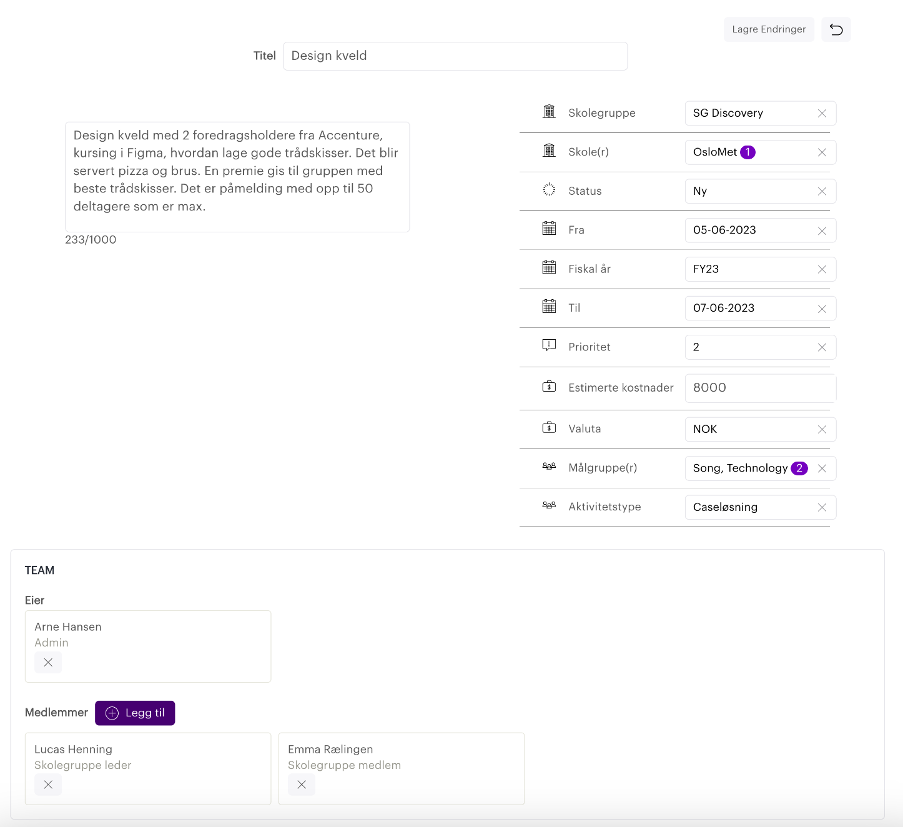 Lagre Endringer
Titel
Design kveld
Design kveld med 2 foredragsholdere fra Accenture,
kursing i Figma, hvordan lage gode trådskisser. Det blir
servert pizza og brus. En premie gis til gruppen med
beste trådskisser. Det er påmelding med opp til 50
deltagere som er max.
233/1000
Skolegruppe SG Discovery
Skole(r) OsloMet 1
Status Ny
Fra 05-06-2023
Fiskal år FY23
Til 07-06-2023
Prioritet 2
Estimerte kostnader 8000
Valuta NOK
Målgruppe(r) Song, Technology 2
Aktivitetstype Caseløsning
TEAM
Eier
Arne Hansen
Admin
Medlemmer Legg til
Lucas Henning
Skolegruppe leder
Emma Rælingen
Skolegruppe medlem